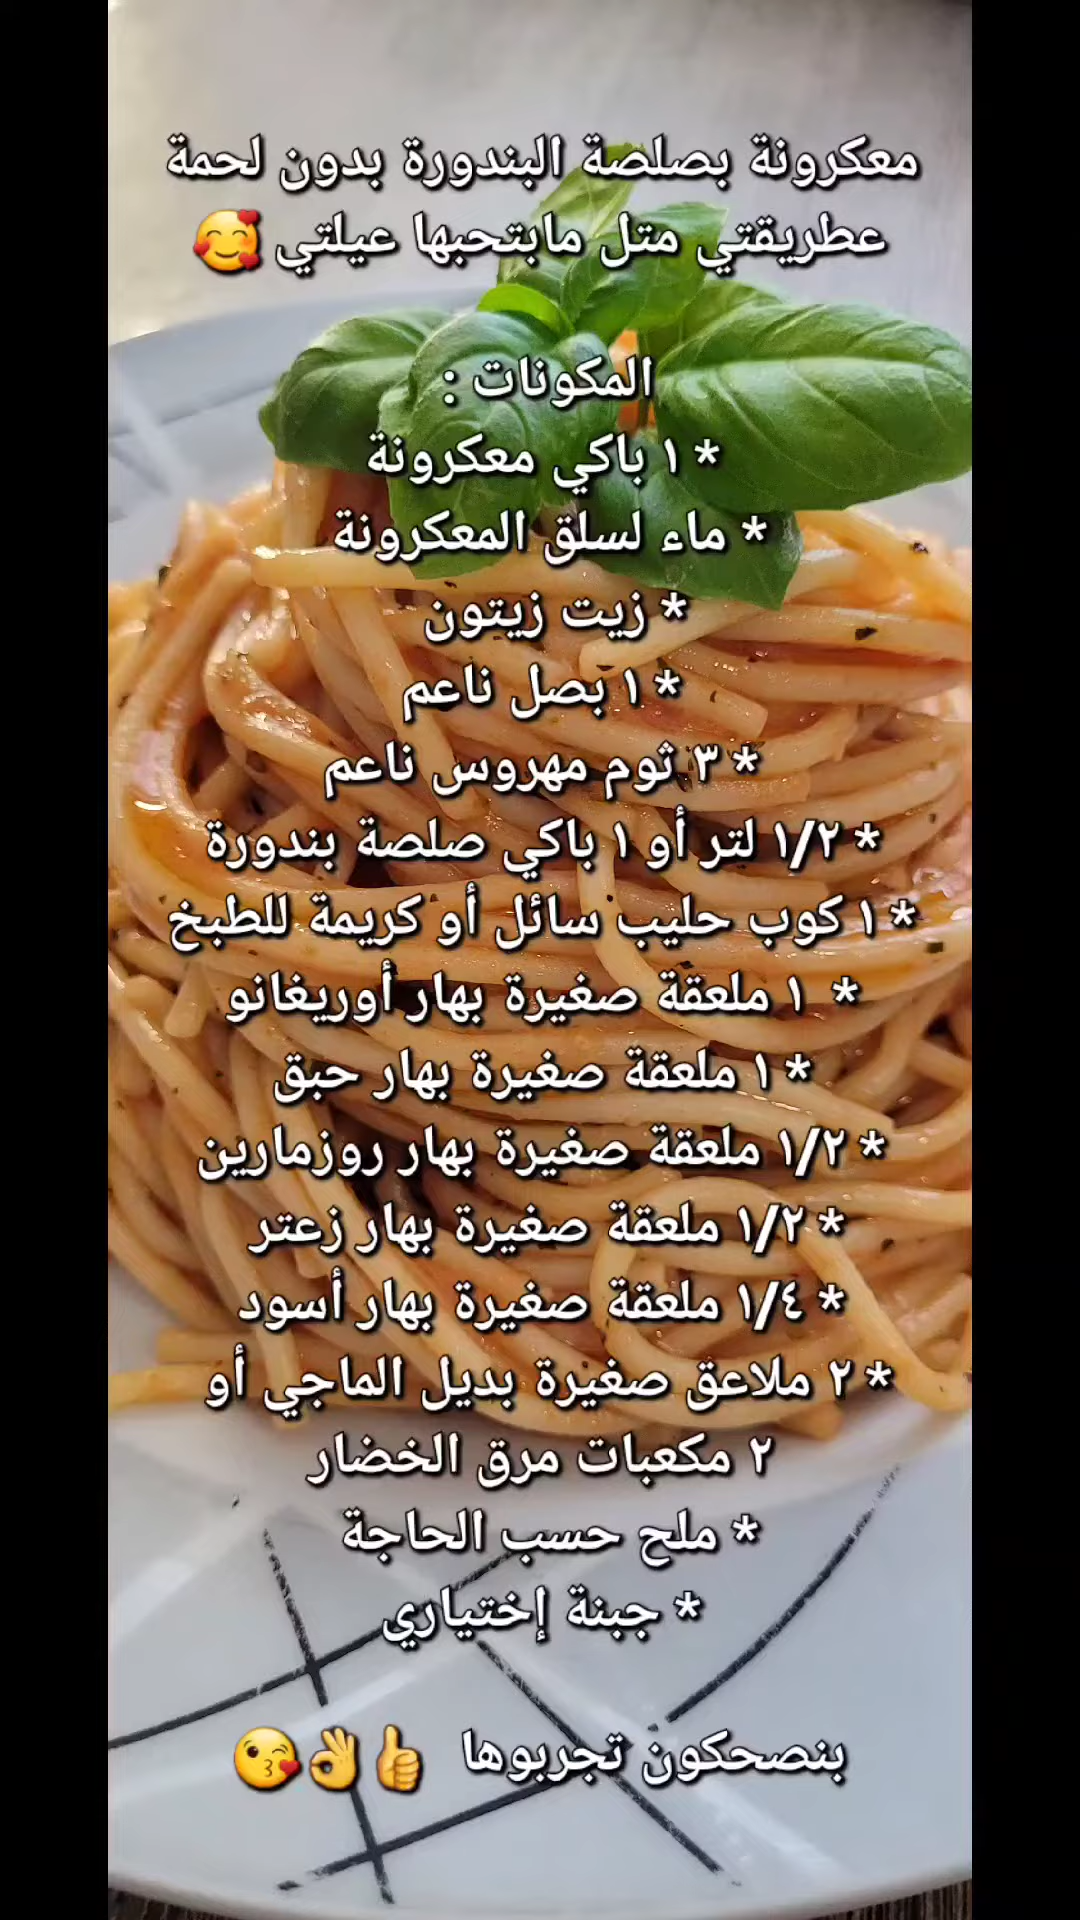 معكرونة بصلصة البندورة بدون لحمة
عطريقتي متل مابتحبها عيلتي 🥰
المكونات :
* ١ باكي معكرونة
* ماء لسلق المعكرونة
* زيت زيتون
* ١ بصل ناعم
* ٣ ثوم مهروس ناعم
* ١/٢ لتر أو ١ باكي صلصة بندورة
* ١ كوب حليب سائل أو كريمة للطبخ
* ١ ملعقة صغيرة بهار أوريغانو
* ١ ملعقة صغيرة بهار حبق
* ١/٢ ملعقة صغيرة بهار روزمارين
* ١/٢ ملعقة صغيرة بهار زعتر
* ١/٤ ملعقة صغيرة بهار أسود
* ٢ ملاعق صغيرة بديل الماجي أو
٢ مكعبات مرق الخضار
* ملح حسب الحاجة
* جبنة إختياري
بنصحكون تجربوها 👍👌😘